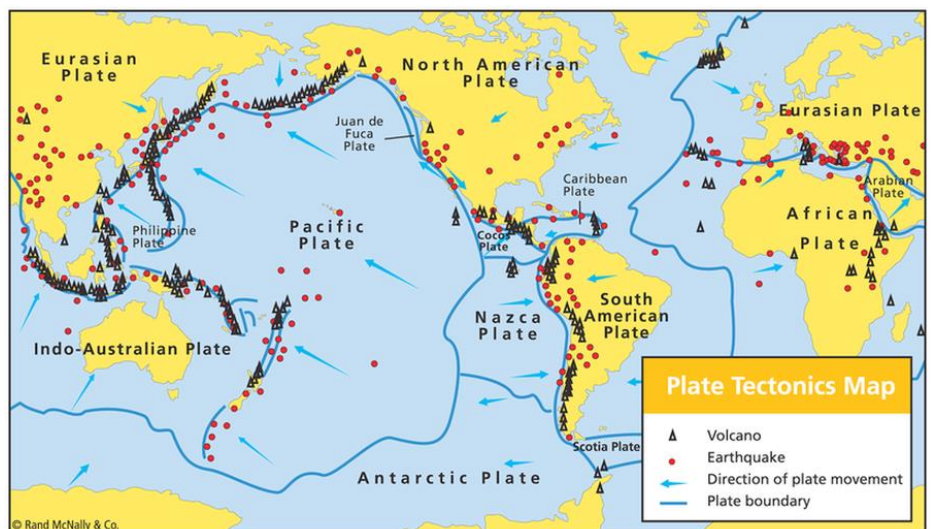 Eurasian
Plate
North American
Plate
Eurasian Plate
Juan de
Fuca
Plate
Caribbean
Plate
Arabian
Plate
Philippine
Plate
Pacific
Plate
Cocos
Plate
African
Plate
Nazca
Plate
South
American
Plate
Indo-Australian Plate
Scotia Plate
Antarctic Plate
Plate Tectonics Map
Volcano
Earthquake
Direction of plate movement
Plate boundary
© Rand McNally & Co.